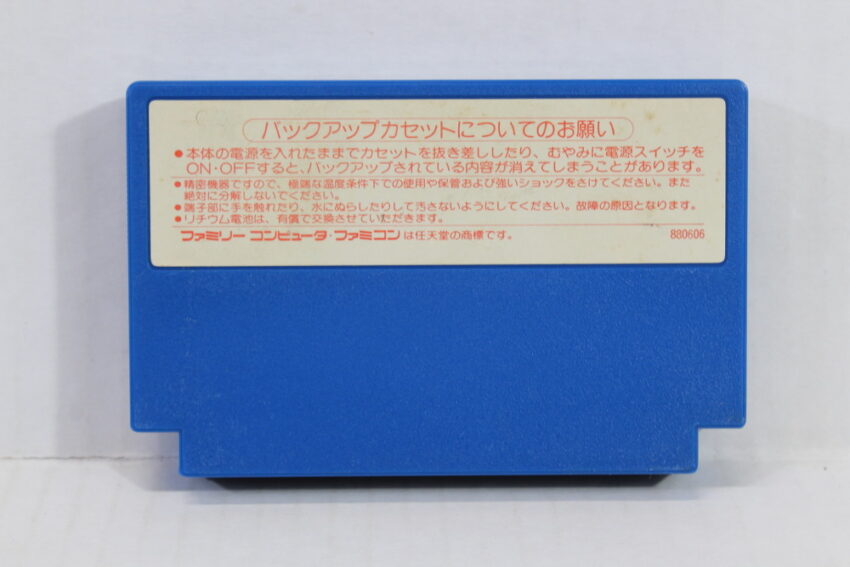 バックアップカセットについてのお願い
●本体の電源を入れたままでカセットを抜き差ししたり、むやみに電源スイッチを
ON・OFFすると、バックアップされている内容が消えてしまうことがあります。
●精密機器ですので、極端な温度条件下での使用や保管および強いショックをさけてください。また
絶対に分解しないでください。
●端子部に手を触れたり、水にぬらしたりして汚さないようにしてください。故障の原因となります。
●リチウム電池は、有償で交換させていただきます。
ファミリーコンピュータ・ファミコンは任天堂の商標です。 880606